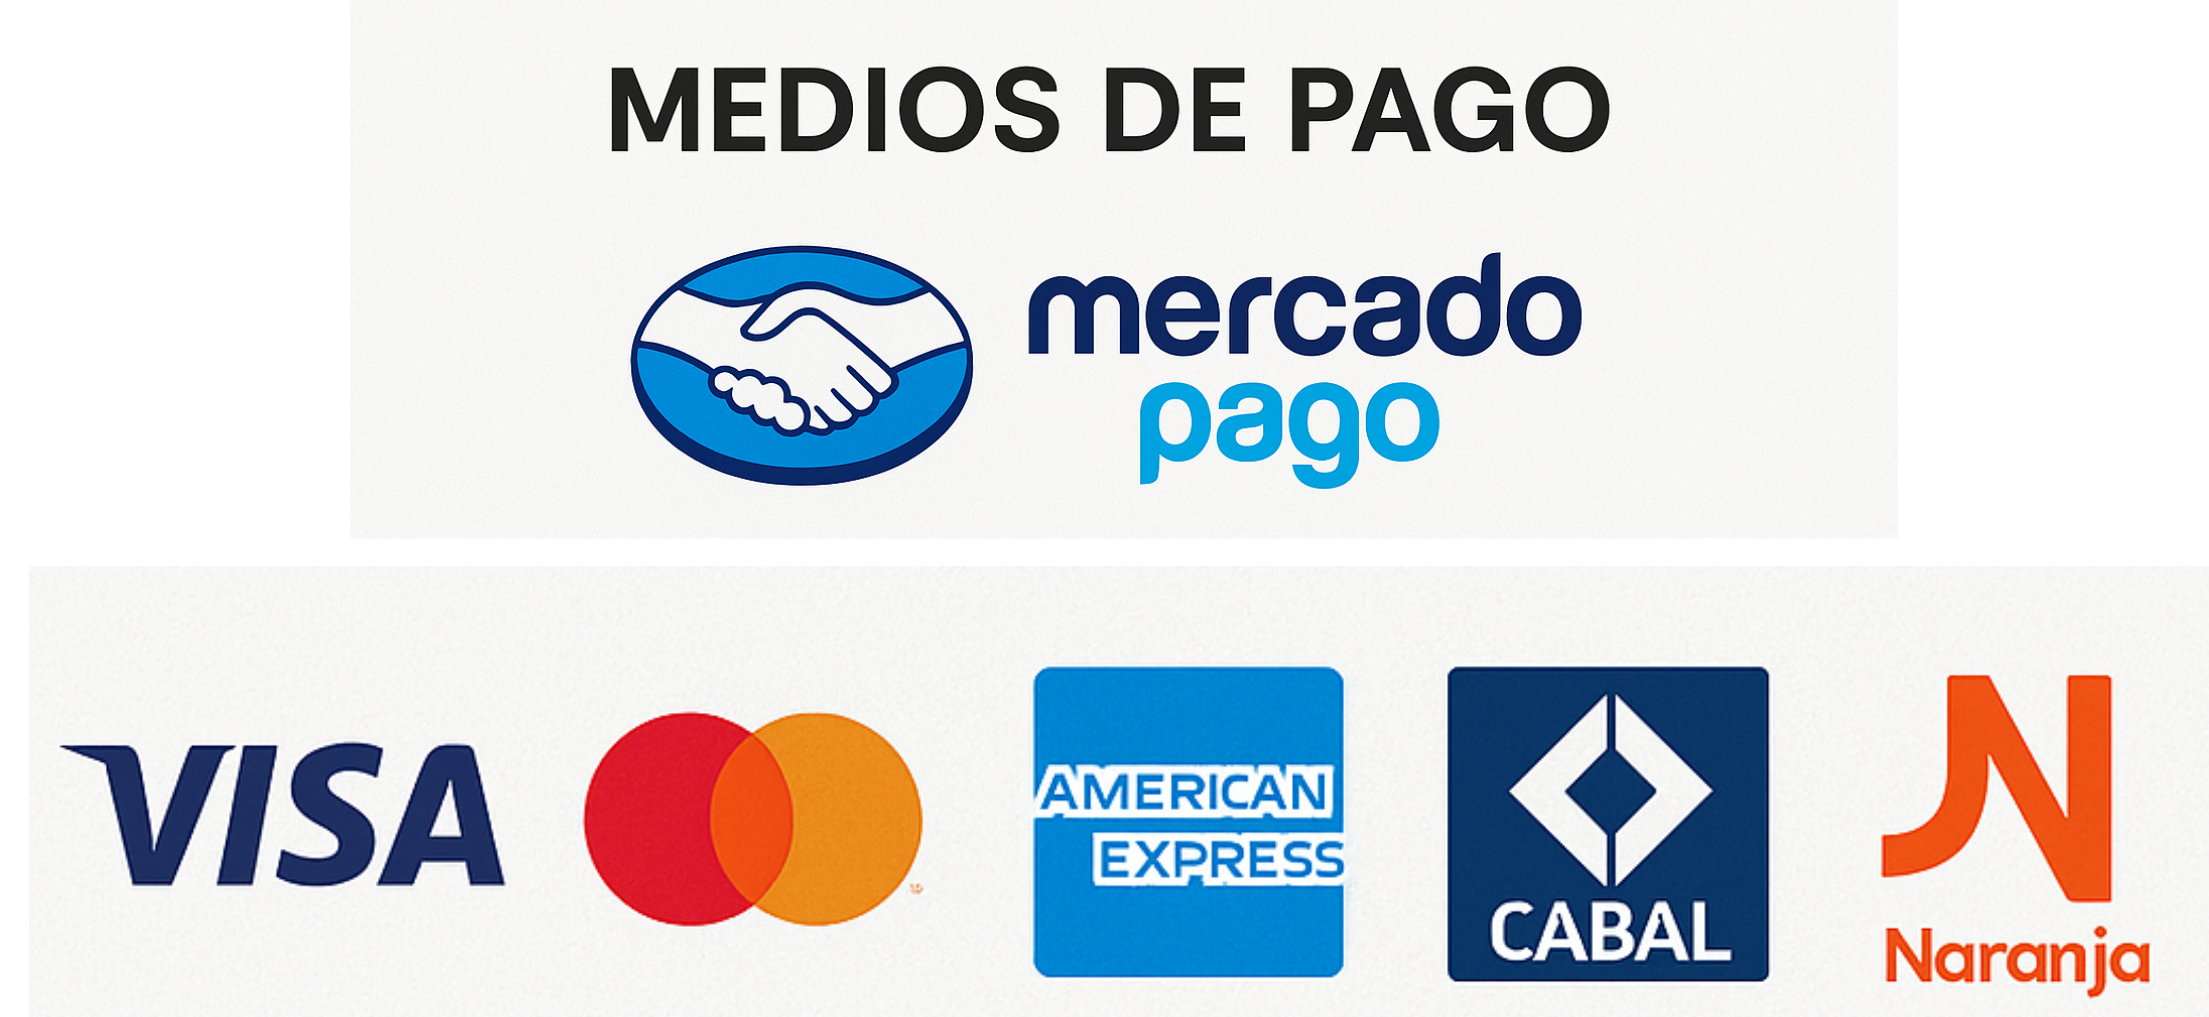 MEDIOS DE PAGO
mercado
pago
VISA
AMERICAN
EXPRESS
CABAL
Naranja